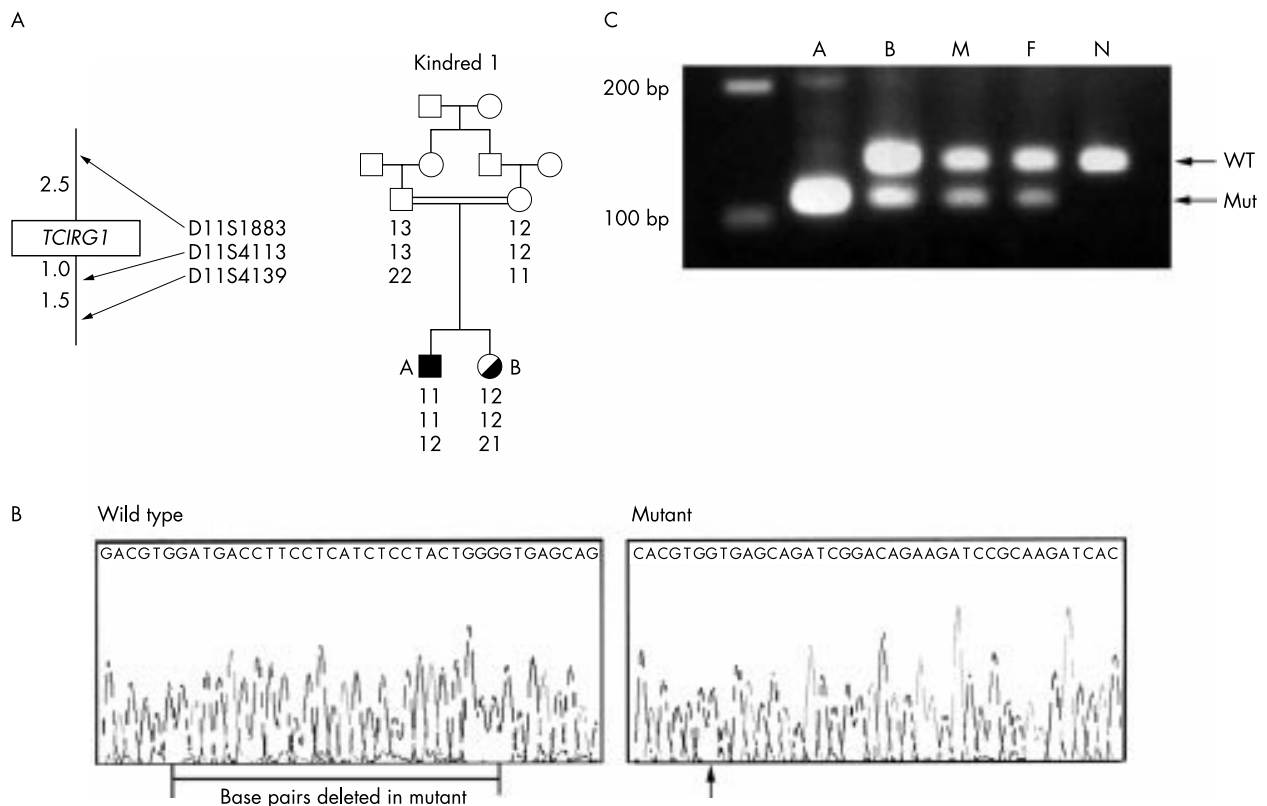 A
Kindred 1
2.5
TCIRG1
1.0
1.5
D11S1883
D11S4113
D11S4139
13
13
22
12
12
11
A
B
11
11
12
12
12
21
C
A B M F N
200 bp
100 bp
WT
Mut
B
Wild type
GACGTGGATGACCTTCCTCATCTCCTACTGGGGTGAGCAG
Base pairs deleted in mutant
Mutant
CACGTGGTGAGCAGATCGGACAGAAGATCCGCAAGATCAC